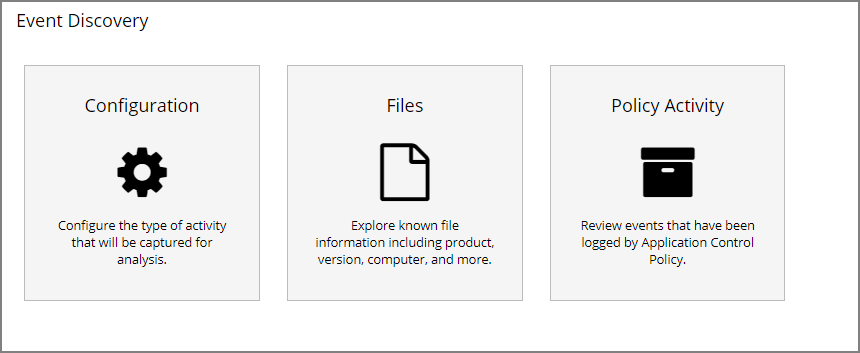 Event Discovery
Configuration
Configure the type of activity
that will be captured for
analysis.
Files
Explore known file
information including product,
version, computer, and more.
Policy Activity
Review events that have been
logged by Application Control
Policy.